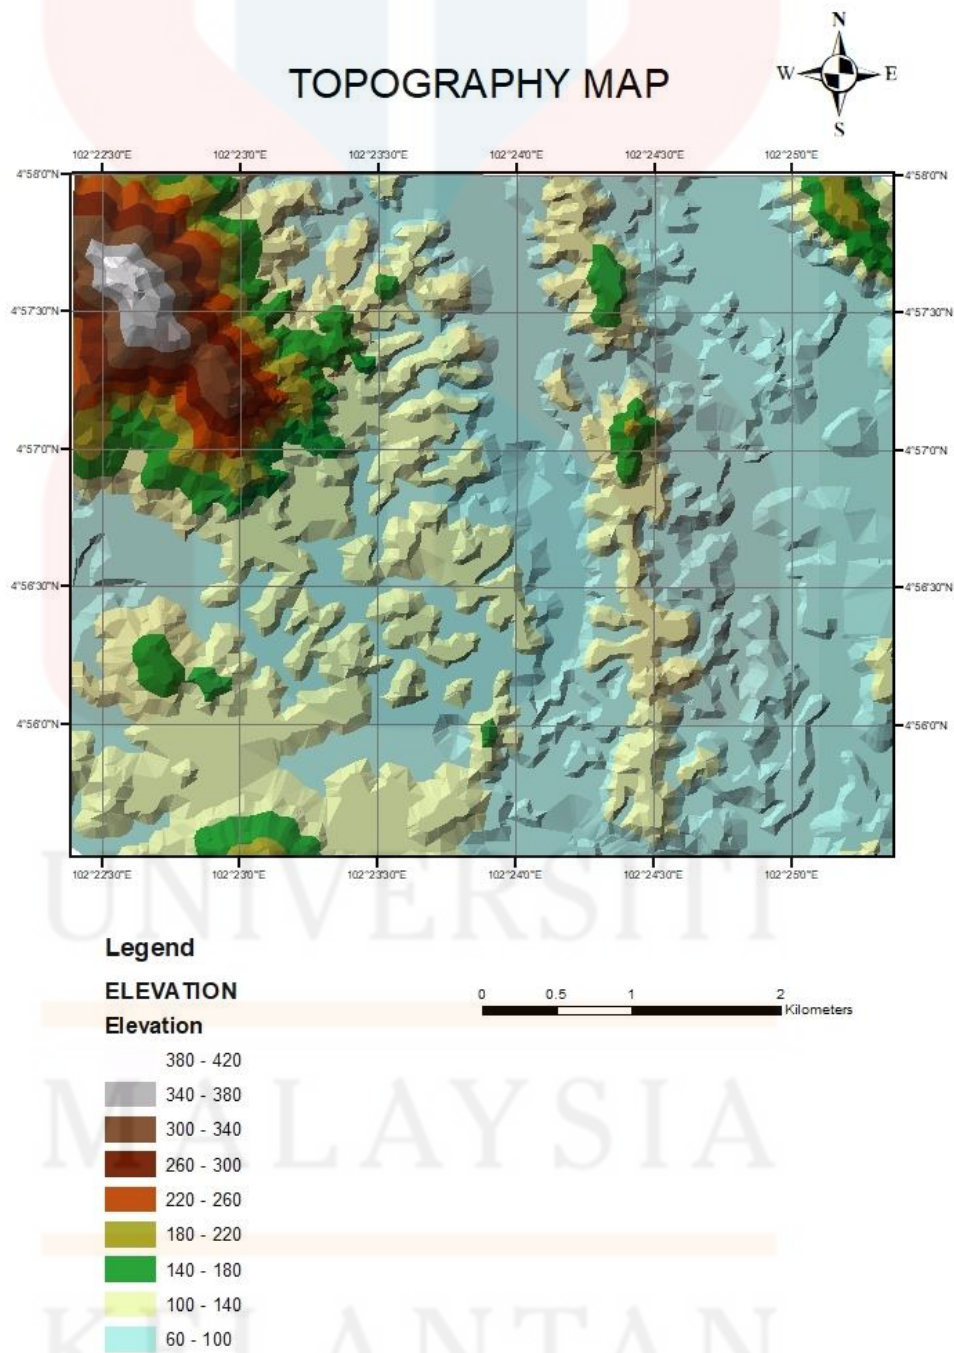 N
TOPOGRAPHY MAP
W E
S
102°22'30"E 102°23'0"E 102°23'30"E 102°24'0"E 102°24'30"E 102°25'0"E
4°58'0"N 4°58'0"N
4°57'30"N 4°57'30"N
4°57'0"N 4°57'0"N
4°56'30"N 4°56'30"N
4°56'0"N 4°56'0"N
102°22'30"E 102°23'0"E 102°23'30"E 102°24'0"E 102°24'30"E 102°25'0"E
UNIVERSITI
Legend
ELEVATION
0 0.5 1 2
Kilometers
Elevation
380 - 420
MALAYSIA
340 - 380
300 - 340
260 - 300
220 - 260
180 - 220
140 - 180
100 - 140
KELANTAN
60 - 100